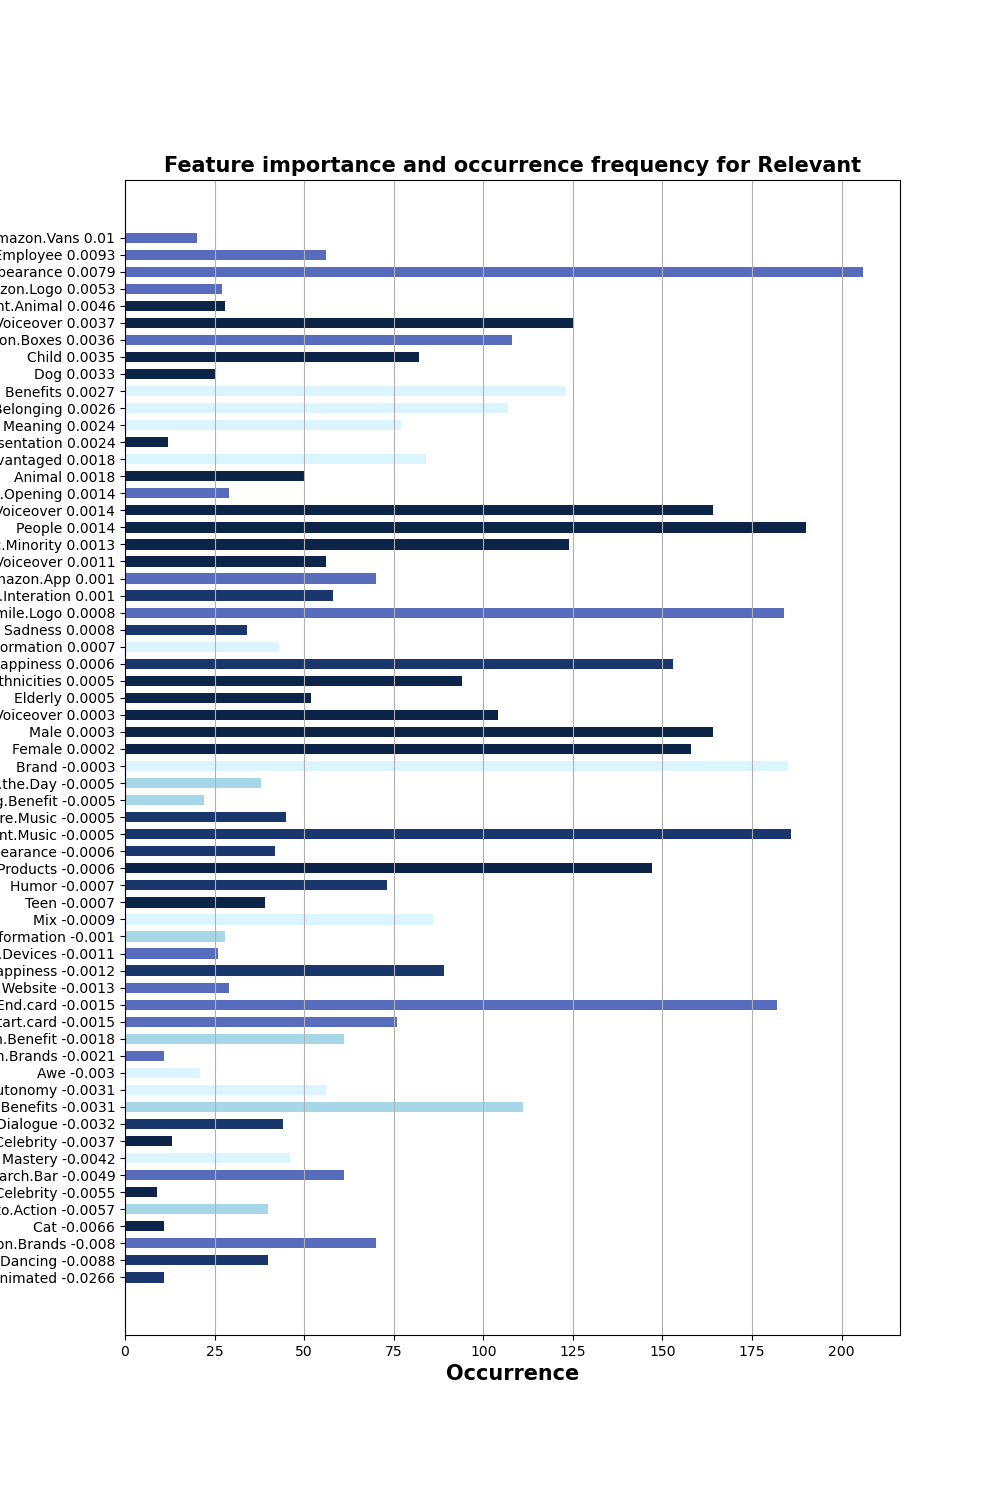 Feature importance and occurrence frequency for Relevant
mazon.Vans 0.01
Employee 0.0093
pearance 0.0079
zon.Logo 0.0053
nt.Animal 0.0046
Voiceover 0.0037
on.Boxes 0.0036
Child 0.0035
Dog 0.0033
Benefits 0.0027
Belonging 0.0026
Meaning 0.0024
sentation 0.0024
vantaged 0.0018
Animal 0.0018
.Opening 0.0014
Voiceover 0.0014
People 0.0014
c.Minority 0.0013
Voiceover 0.0011
mazon.App 0.001
.Interation 0.001
mile.Logo 0.0008
Sadness 0.0008
formation 0.0007
appiness 0.0006
thnicities 0.0005
Elderly 0.0005
Voiceover 0.0003
Male 0.0003
Female 0.0002
Brand -0.0003
.the.Day -0.0005
g.Benefit -0.0005
re.Music -0.0005
nt.Music -0.0005
earance -0.0006
Products -0.0006
Humor -0.0007
Teen -0.0007
Mix -0.0009
formation -0.001
.Devices -0.0011
appiness -0.0012
.Website -0.0013
End.card -0.0015
tart.card -0.0015
n.Benefit -0.0018
n.Brands -0.0021
Awe -0.003
utonomy -0.0031
Benefits -0.0031
Dialogue -0.0032
Celebrity -0.0037
Mastery -0.0042
arch.Bar -0.0049
Celebrity -0.0055
to.Action -0.0057
Cat -0.0066
on.Brands -0.008
Dancing -0.0088
nimated -0.0266
0 25 50 75 100 125 150 175 200
Occurrence